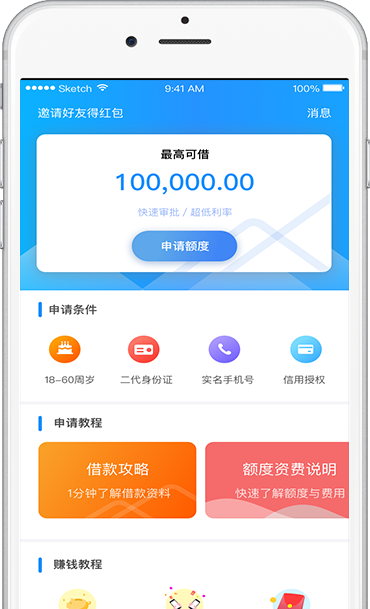 Sketch
9:41 AM
100%
邀请好友得红包
消息
最高可借
100,000.00
快速审批 / 超低利率
申请额度
申请条件
18-60周岁
二代身份证
实名手机号
信用授权
申请教程
借款攻略
1分钟了解借款资料
额度资费说明
快速了解额度与费用
赚钱教程